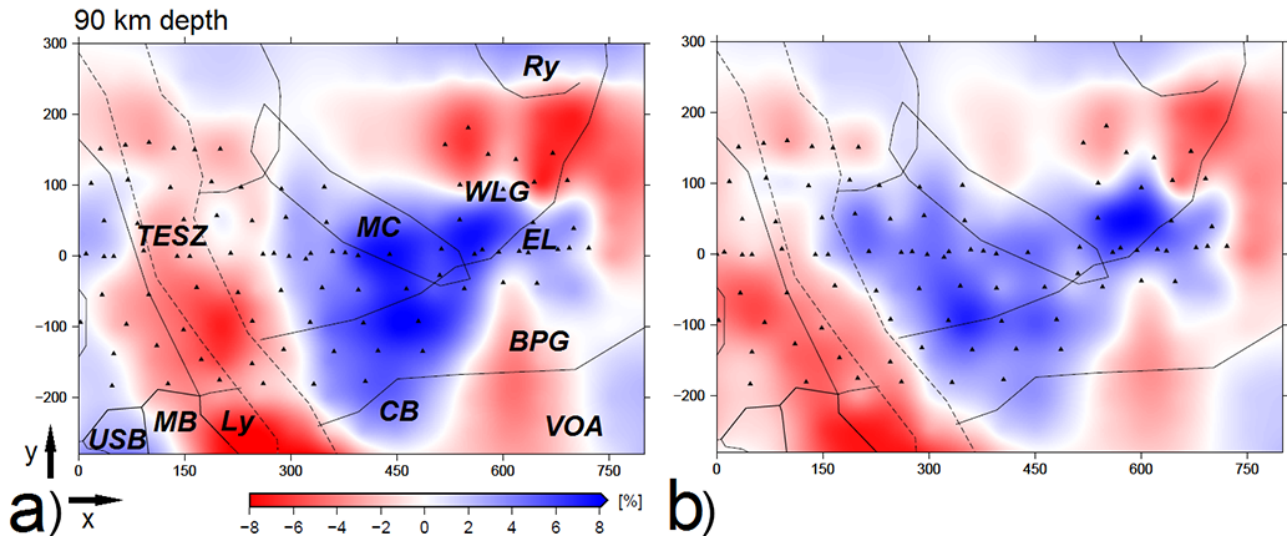 90 km depth
300
200
100
0
−100
−200
0
150
300
450
600
750
Ry
WLG
TESZ
MC
EL
BPG
CB
VOA
USB
MB
Ly
y
x
a)
−8
−6
−4
−2
0
2
4
6
8
[%]
300
200
100
0
−100
−200
0
150
300
450
600
750
b)